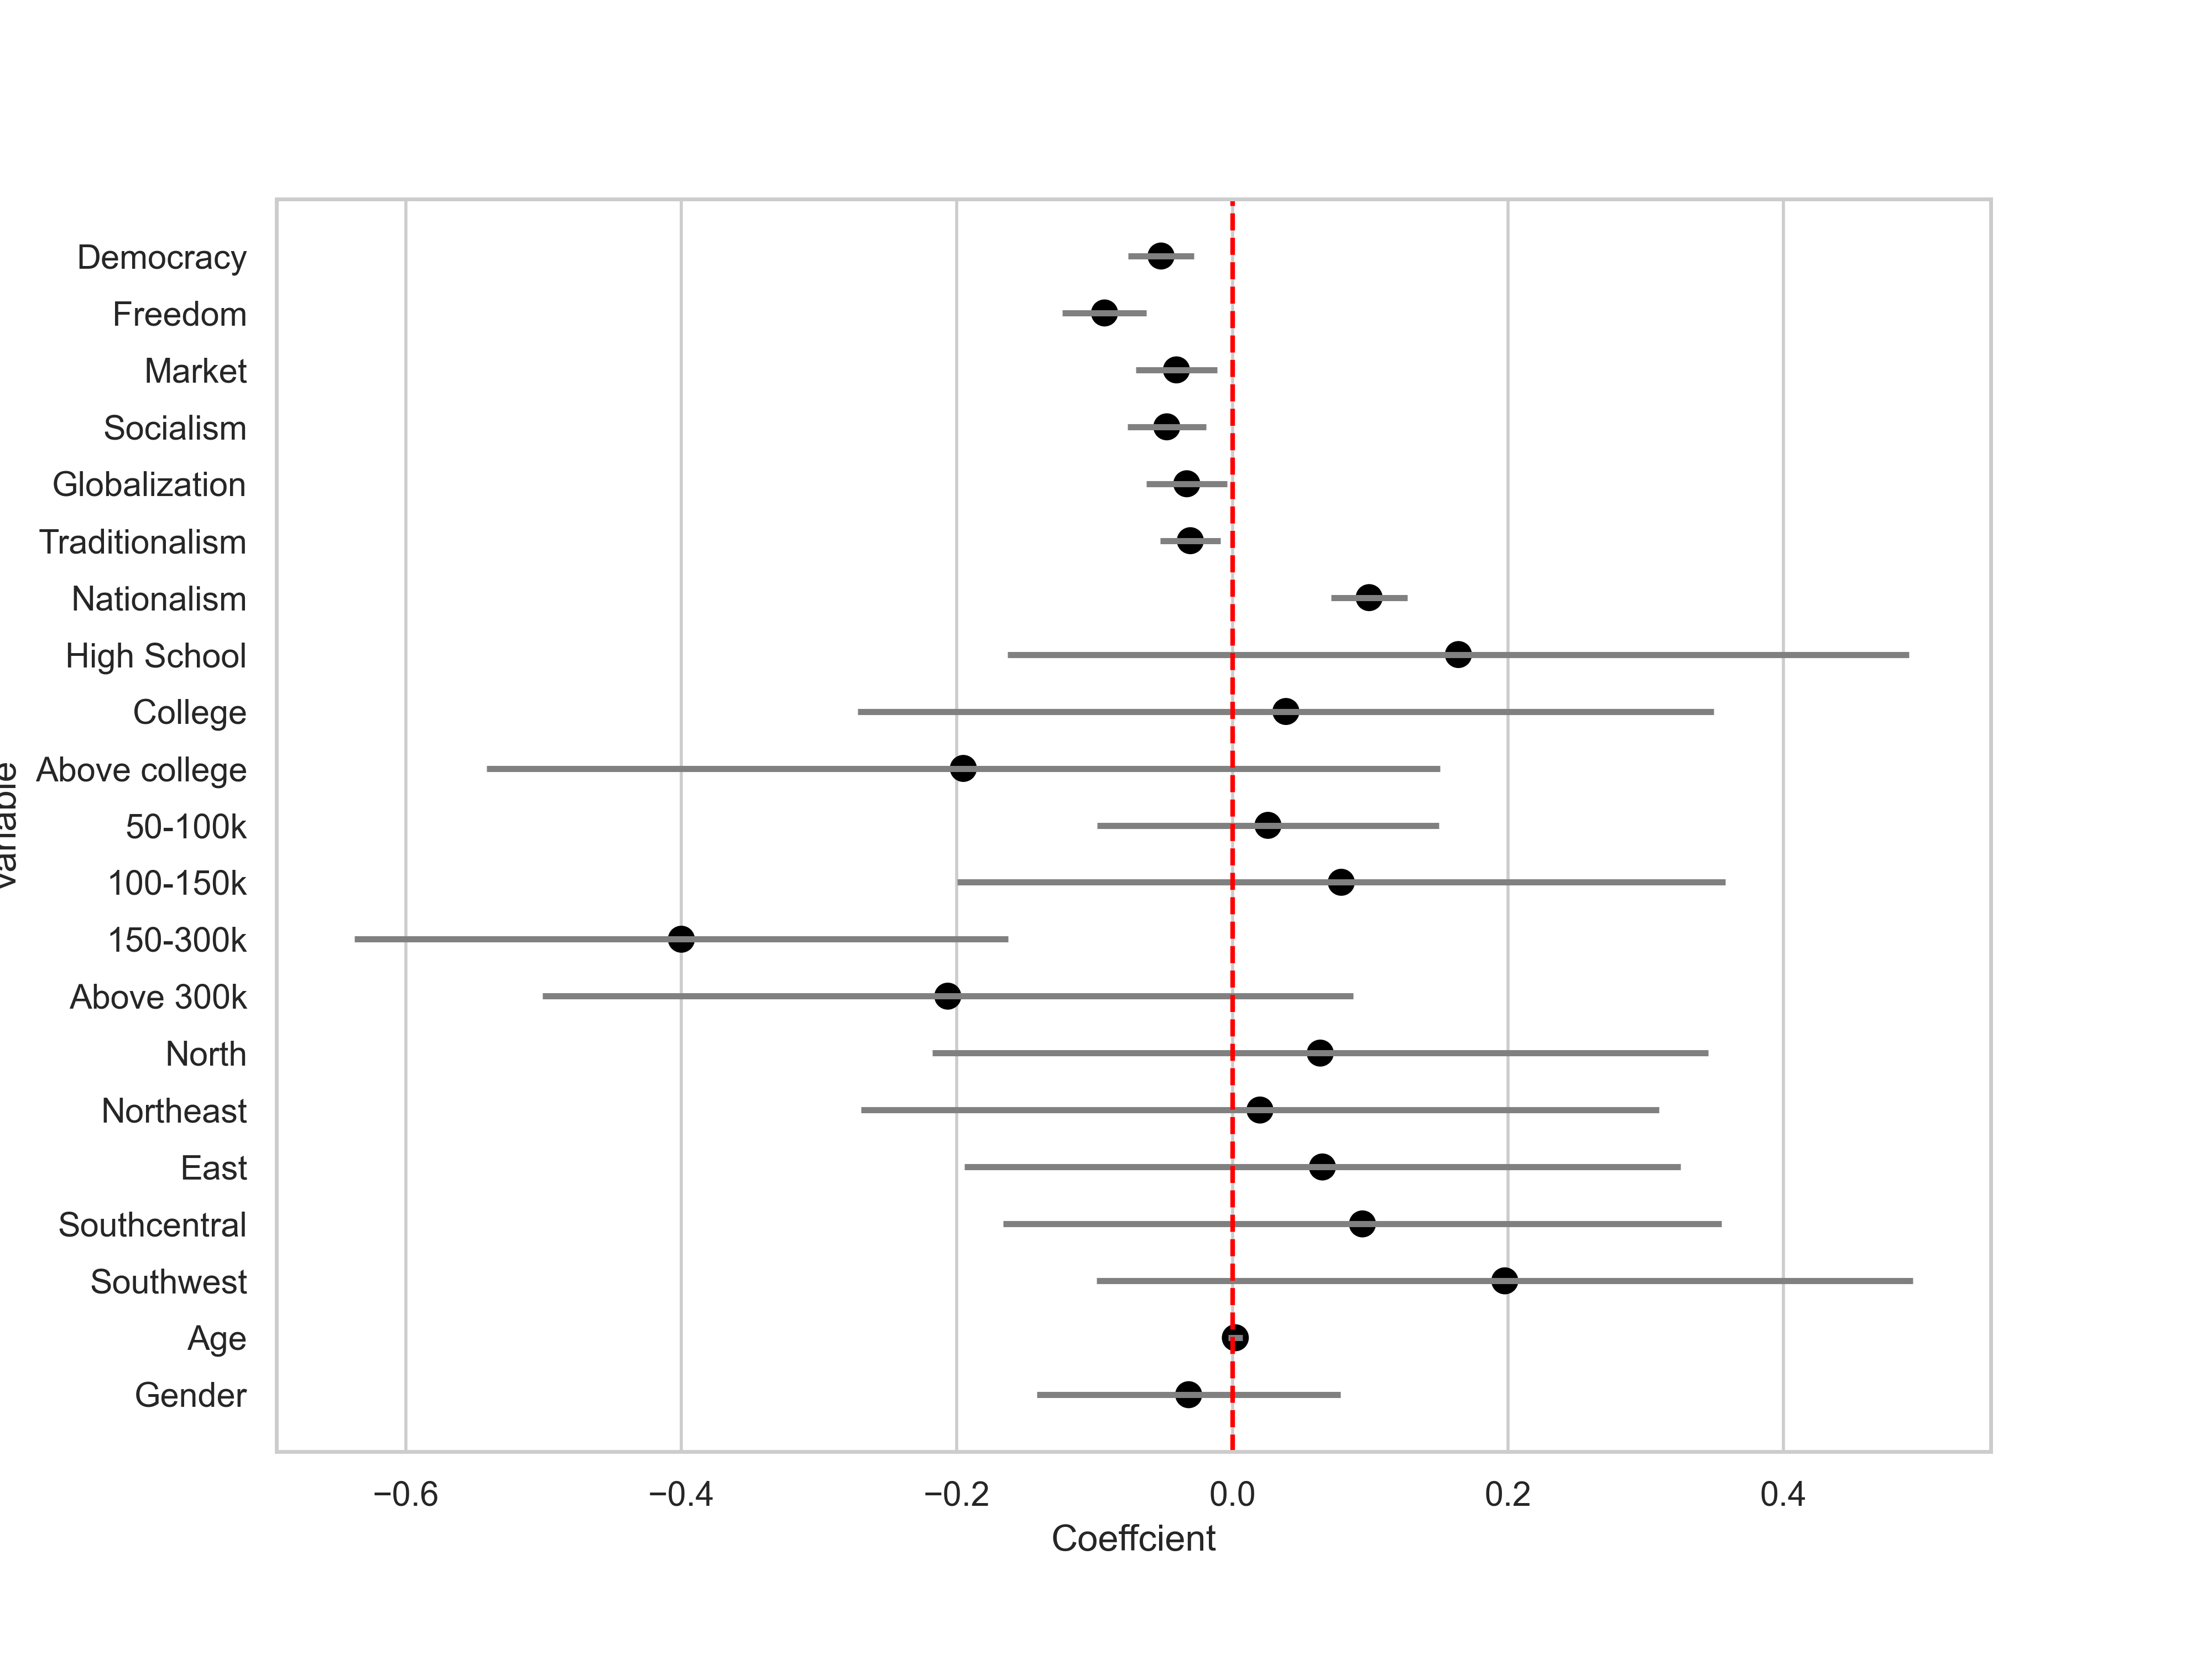 Democracy
Freedom
Market
Socialism
Globalization
Traditionalism
Nationalism
High School
College
Above college
50-100k
100-150k
150-300k
Above 300k
North
Northeast
East
Southcentral
Southwest
Age
Gender
Variable
−0.6 −0.4 −0.2 0.0 0.2 0.4
Coeffcient